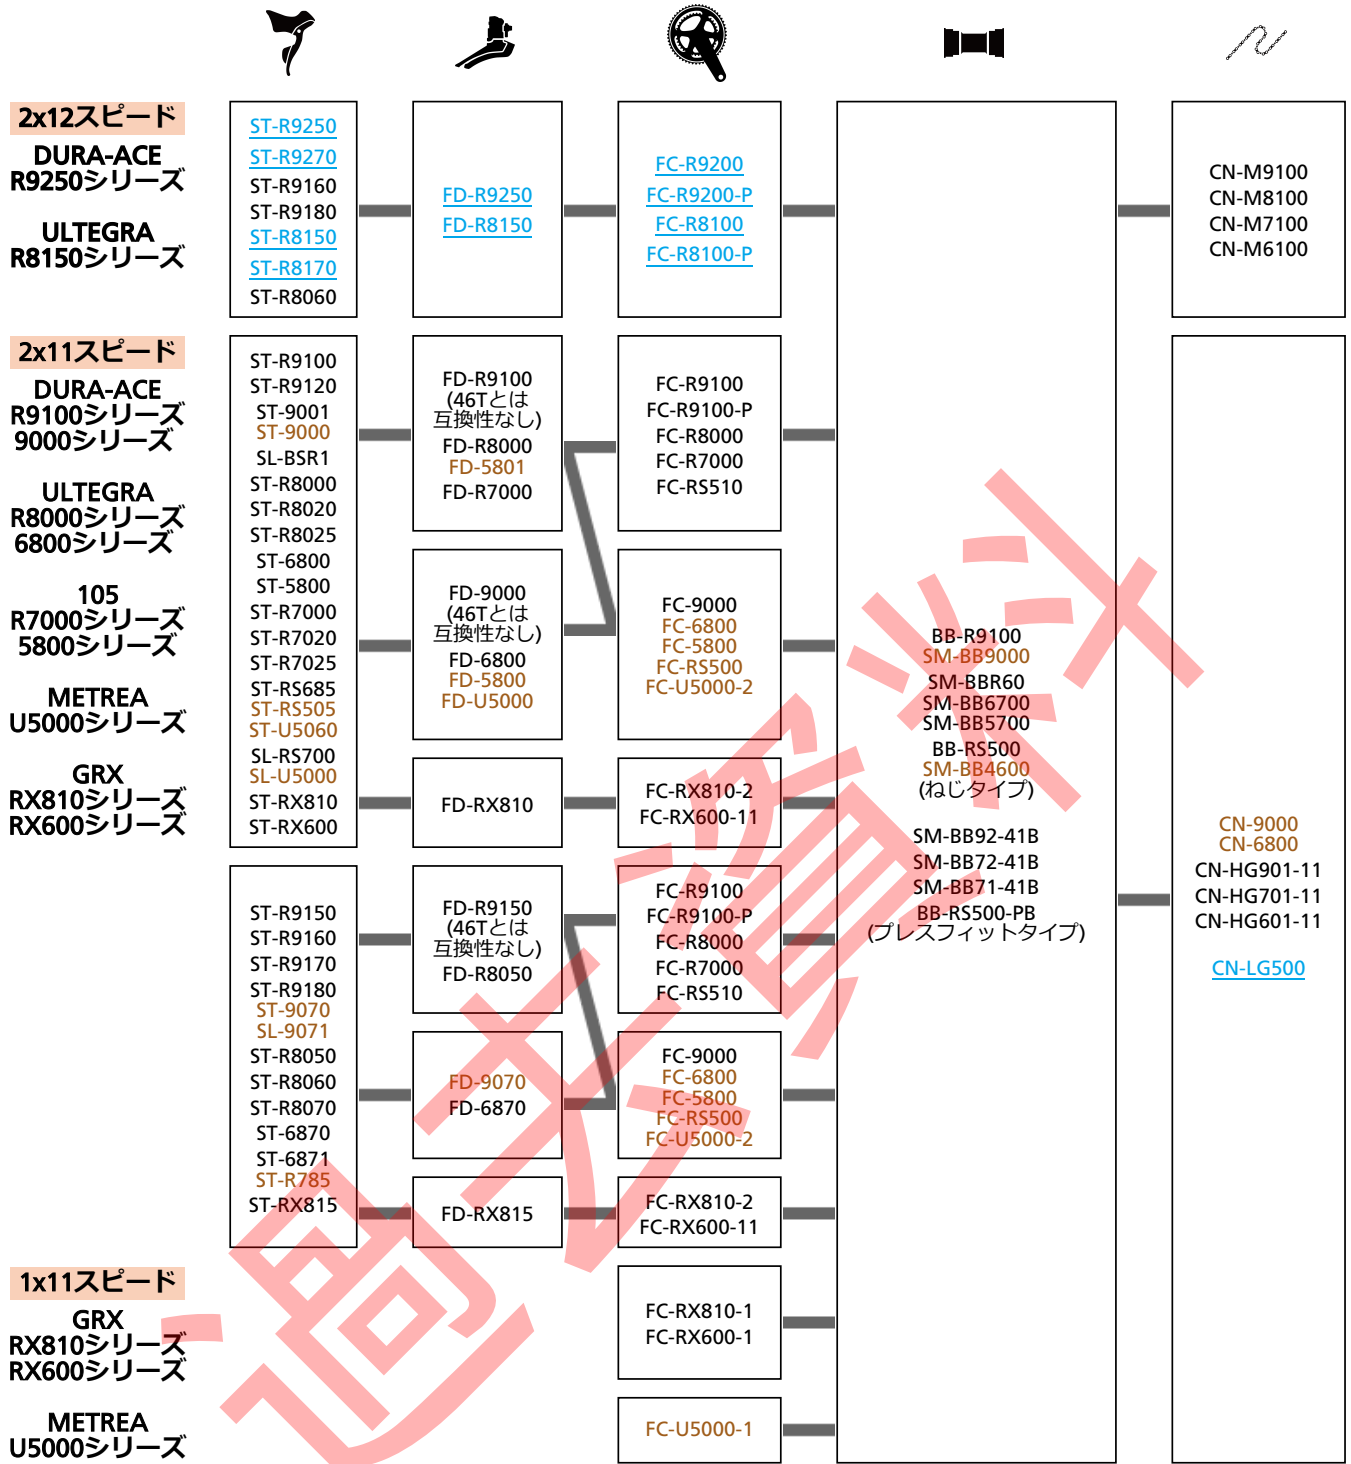 2x12スピード
DURA-ACE
R9250シリーズ
ULTEGRA
R8150シリーズ
ST-R9250
ST-R9270
ST-R9160
ST-R9180
ST-R8150
ST-R8170
ST-R8060
FD-R9250
FD-R8150
FC-R9200
FC-R9200-P
FC-R8100
FC-R8100-P
CN-M9100
CN-M8100
CN-M7100
CN-M6100
2x11スピード
DURA-ACE
R9100シリーズ
9000シリーズ
ULTEGRA
R8000シリーズ
6800シリーズ
105
R7000シリーズ
5800シリーズ
METREA
U5000シリーズ
GRX
RX810シリーズ
RX600シリーズ
ST-R9100
ST-R9120
ST-9001
ST-9000
SL-BSR1
ST-R8000
ST-R8020
ST-R8025
ST-6800
ST-5800
ST-R7000
ST-R7020
ST-R7025
ST-RS685
ST-RS505
ST-U5060
SL-RS700
SL-U5000
ST-RX810
ST-RX600
FD-R9100
(46Tとは
互換性なし)
FD-R8000
FD-5801
FD-R7000
FD-9000
(46Tとは
互換性なし)
FD-6800
FD-5800
FD-U5000
FD-RX810
FC-R9100
FC-R9100-P
FC-R8000
FC-R7000
FC-RS510
FC-9000
FC-6800
FC-5800
FC-RS500
FC-U5000-2
FC-RX810-2
FC-RX600-11
ST-R9150
ST-R9160
ST-R9170
ST-R9180
ST-9070
SL-9071
ST-R8050
ST-R8060
ST-R8070
ST-6870
ST-6871
ST-R785
ST-RX815
FD-R9150
(46Tとは
互換性なし)
FD-R8050
FD-9070
FD-6870
FD-RX815
FC-R9100
FC-R9100-P
FC-R8000
FC-R7000
FC-RS510
FC-9000
FC-6800
FC-5800
FC-RS500
FC-U5000-2
FC-RX810-2
FC-RX600-11
BB-R9100
SM-BB9000
SM-BBR60
SM-BB6700
SM-BB5700
BB-RS500
SM-BB4600
(ねじタイプ)
SM-BB92-41B
SM-BB72-41B
SM-BB71-41B
BB-RS500-PB
(プレスフィットタイプ)
CN-9000
CN-6800
CN-HG901-11
CN-HG701-11
CN-HG601-11
CN-LG500
1x11スピード
GRX
RX810シリーズ
RX600シリーズ
METREA
U5000シリーズ
FC-RX810-1
FC-RX600-1
FC-U5000-1
過去資料